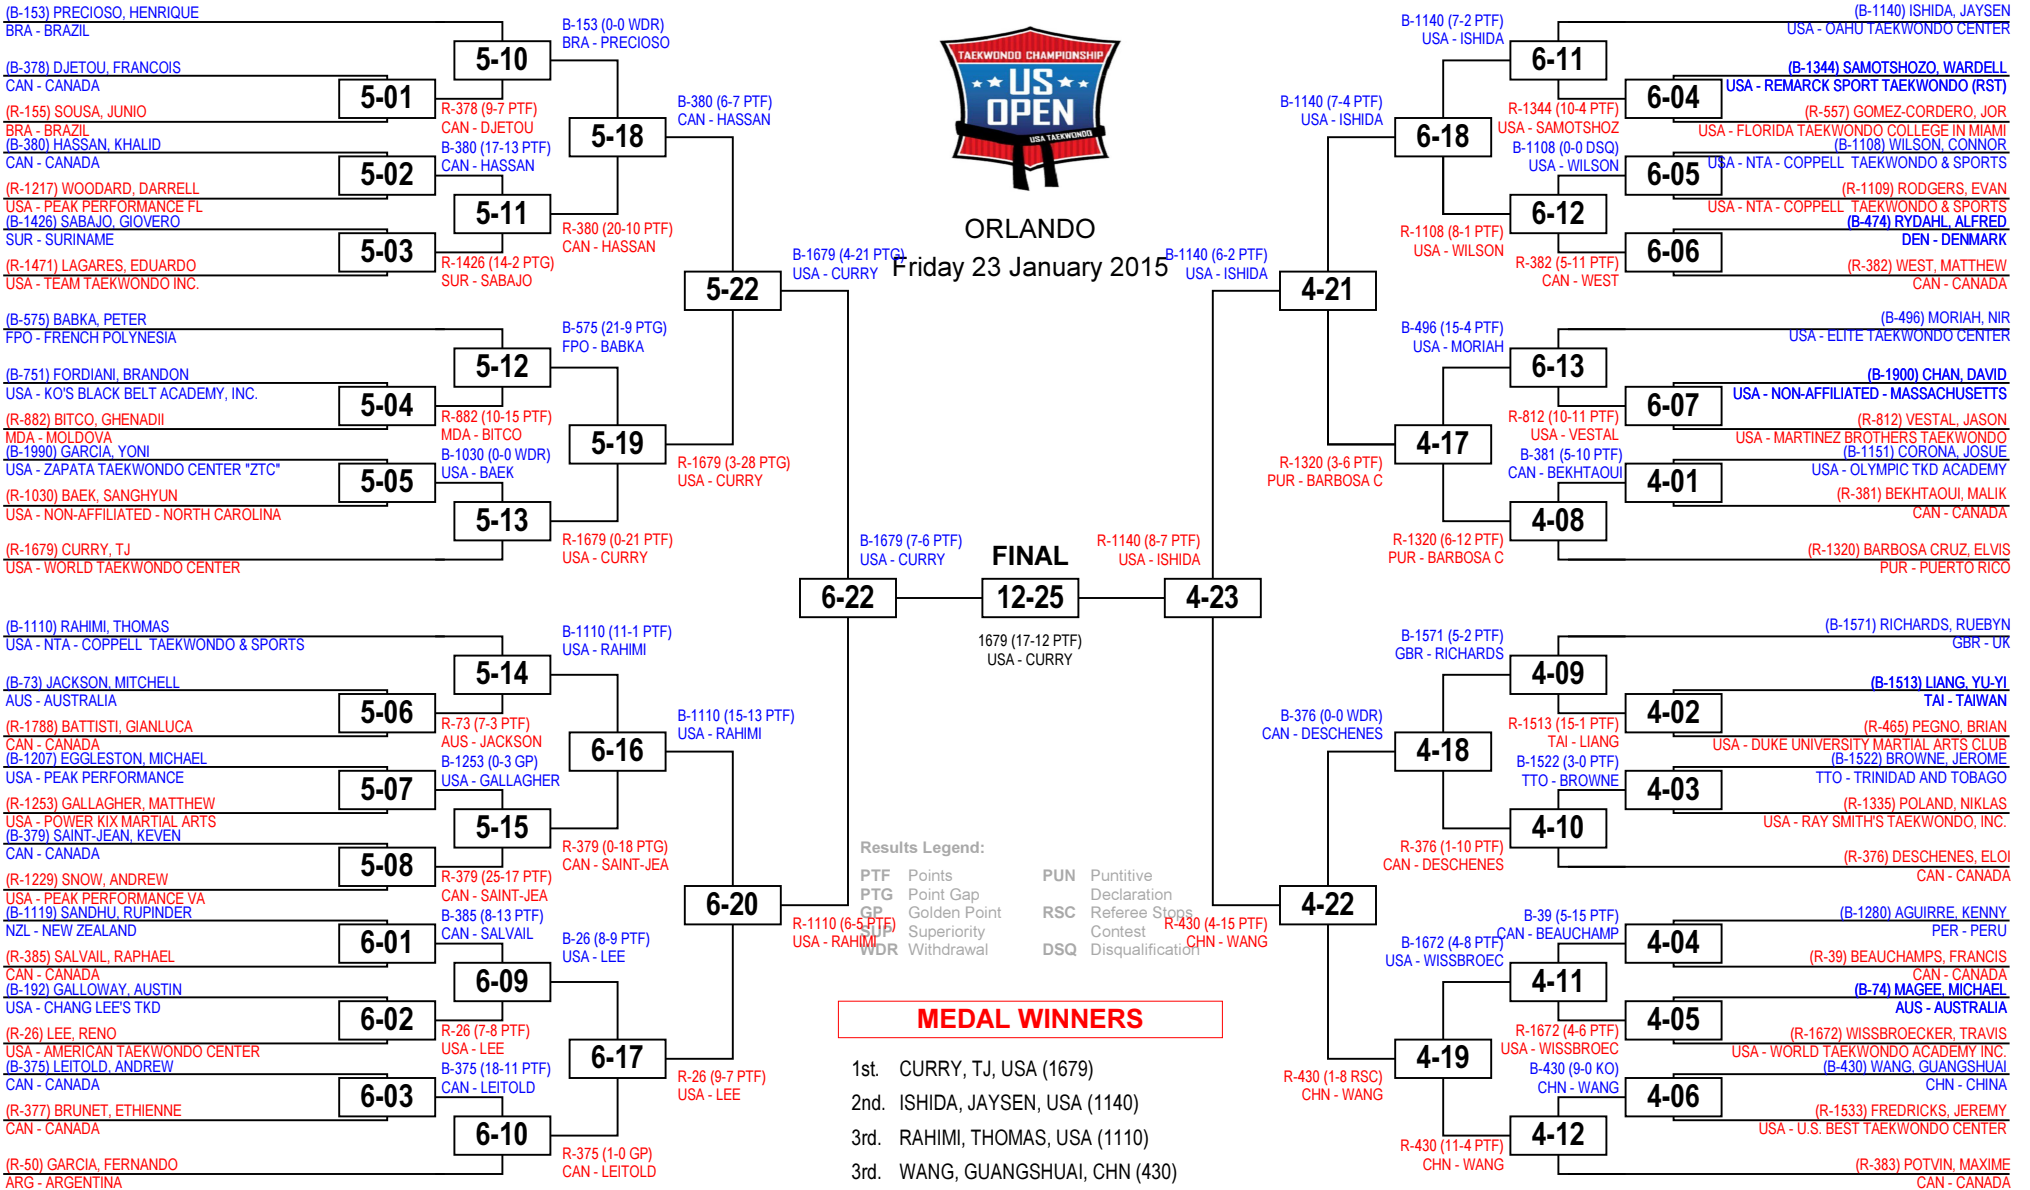 (B-153) PRECIOSO, HENRIQUE
BRA - BRAZIL
(B-378) DJETOU, FRANCOIS
CAN - CANADA
(R-155) SOUSA, JUNIO
BRA - BRAZIL
(B-380) HASSAN, KHALID
CAN - CANADA
(R-1217) WOODARD, DARRELL
USA - PEAK PERFORMANCE FL
(B-1426) SABAJO, GIOVERO
SUR - SURINAME
(R-1471) LAGARES, EDUARDO
USA - TEAM TAEKWONDO INC.
(B-575) BABKA, PETER
FPO - FRENCH POLYNESIA
(B-751) FORDIANI, BRANDON
USA - KO'S BLACK BELT ACADEMY, INC.
(R-882) BITCO, GHENADII
MDA - MOLDOVA
(B-1990) GARCIA, YONI
USA - ZAPATA TAEKWONDO CENTER "ZTC"
(R-1030) BAEK, SANGHYUN
USA - NON-AFFILIATED - NORTH CAROLINA
(R-1679) CURRY, TJ
USA - WORLD TAEKWONDO CENTER
(B-1110) RAHIMI, THOMAS
USA - NTA - COPPELL TAEKWONDO & SPORTS
(B-73) JACKSON, MITCHELL
AUS - AUSTRALIA
(R-1788) BATTISTI, GIANLUCA
CAN - CANADA
(B-1207) EGGLESTON, MICHAEL
USA - PEAK PERFORMANCE
(R-1253) GALLAGHER, MATTHEW
USA - POWER KIX MARTIAL ARTS
(B-379) SAINT-JEAN, KEVEN
CAN - CANADA
(R-1229) SNOW, ANDREW
USA - PEAK PERFORMANCE VA
(B-1119) SANDHU, RUPINDER
NZL - NEW ZEALAND
(R-385) SALVAIL, RAPHAEL
CAN - CANADA
(B-192) GALLOWAY, AUSTIN
USA - CHANG LEE'S TKD
(R-26) LEE, RENO
USA - AMERICAN TAEKWONDO CENTER
(B-375) LEITOLD, ANDREW
CAN - CANADA
(R-377) BRUNET, ETHIENNE
CAN - CANADA
(R-50) GARCIA, FERNANDO
ARG - ARGENTINA
5-01
5-02
5-03
5-04
5-05
5-06
5-07
5-08
6-01
6-02
6-03
R-378 (9-7 PTF)
CAN - DJETOU
B-380 (17-13 PTF)
CAN - HASSAN
R-1426 (14-2 PTG)
SUR - SABAJO
R-882 (10-15 PTF)
MDA - BITCO
B-1030 (0-0 WDR)
USA - BAEK
R-73 (7-3 PTF)
AUS - JACKSON
B-1253 (0-3 GP)
USA - GALLAGHER
R-379 (25-17 PTF)
CAN - SAINT-JEA
B-385 (8-13 PTF)
CAN - SALVAIL
R-26 (7-8 PTF)
USA - LEE
B-375 (18-11 PTF)
CAN - LEITOLD
5-10
5-11
5-12
5-13
5-14
5-15
6-09
6-10
B-153 (0-0 WDR)
BRA - PRECIOSO
R-380 (20-10 PTF)
CAN - HASSAN
B-575 (21-9 PTG)
FPO - BABKA
R-1679 (0-21 PTF)
USA - CURRY
B-1110 (11-1 PTF)
USA - RAHIMI
R-379 (0-18 PTG)
CAN - SAINT-JEA
B-26 (8-9 PTF)
USA - LEE
R-375 (1-0 GP)
CAN - LEITOLD
5-18
5-19
6-16
6-17
B-380 (6-7 PTF)
CAN - HASSAN
R-1679 (3-28 PTG)
USA - CURRY
B-1110 (15-13 PTF)
USA - RAHIMI
R-26 (9-7 PTF)
USA - LEE
5-22
6-20
B-1679 (4-21 PTG)
USA - CURRY
R-1110 (6-5 PTF)
USA - RAHIMI
6-22
B-1679 (7-6 PTF)
USA - CURRY
TAEKWONDO CHAMPIONSHIP
US
OPEN
USA TAEKWONDO
ORLANDO
Friday 23 January 2015
FINAL
12-25
1679 (17-12 PTF)
USA - CURRY
R-1140 (8-7 PTF)
USA - ISHIDA
4-23
B-1140 (6-2 PTF)
USA - ISHIDA
R-430 (4-15 PTF)
CHN - WANG
4-21
4-22
B-1140 (7-4 PTF)
USA - ISHIDA
R-1320 (3-6 PTF)
PUR - BARBOSA C
B-376 (0-0 WDR)
CAN - DESCHENES
R-430 (1-8 RSC)
CHN - WANG
6-18
4-17
4-18
4-19
B-1140 (7-2 PTF)
USA - ISHIDA
R-1108 (8-1 PTF)
USA - WILSON
B-496 (15-4 PTF)
USA - MORIAH
R-1320 (6-12 PTF)
PUR - BARBOSA C
B-1571 (5-2 PTF)
GBR - RICHARDS
R-376 (1-10 PTF)
CAN - DESCHENES
B-1672 (4-8 PTF)
USA - WISSBROEC
R-430 (11-4 PTF)
CHN - WANG
6-11
6-12
6-13
4-08
4-09
4-10
4-11
4-12
R-1344 (10-4 PTF)
USA - SAMOTSHOZ
B-1108 (0-0 DSQ)
USA - WILSON
R-382 (5-11 PTF)
CAN - WEST
R-812 (10-11 PTF)
USA - VESTAL
B-381 (5-10 PTF)
CAN - BEKHTAOUI
R-1513 (15-1 PTF)
TAI - LIANG
B-1522 (3-0 PTF)
TTO - BROWNE
B-39 (5-15 PTF)
CAN - BEAUCHAMP
R-1672 (4-6 PTF)
USA - WISSBROEC
B-430 (9-0 KO)
CHN - WANG
6-04
6-05
6-06
6-07
4-01
4-02
4-03
4-04
4-05
4-06
(B-1140) ISHIDA, JAYSEN
USA - OAHU TAEKWONDO CENTER
(B-1344) SAMOTSHOZO, WARDELL
USA - REMARCK SPORT TAEKWONDO (RST)
(R-557) GOMEZ-CORDERO, JOR
USA - FLORIDA TAEKWONDO COLLEGE IN MIAMI
(B-1108) WILSON, CONNOR
USA - NTA - COPPELL TAEKWONDO & SPORTS
(R-1109) RODGERS, EVAN
USA - NTA - COPPELL TAEKWONDO & SPORTS
(B-474) RYDAHL, ALFRED
DEN - DENMARK
(R-382) WEST, MATTHEW
CAN - CANADA
(B-496) MORIAH, NIR
USA - ELITE TAEKWONDO CENTER
(B-1900) CHAN, DAVID
USA - NON-AFFILIATED - MASSACHUSETTS
(R-812) VESTAL, JASON
USA - MARTINEZ BROTHERS TAEKWONDO
(B-1151) CORONA, JOSUE
USA - OLYMPIC TKD ACADEMY
(R-381) BEKHTAOUI, MALIK
CAN - CANADA
(R-1320) BARBOSA CRUZ, ELVIS
PUR - PUERTO RICO
(B-1571) RICHARDS, RUEBYN
GBR - UK
(B-1513) LIANG, YU-YI
TAI - TAIWAN
(R-465) PEGNO, BRIAN
USA - DUKE UNIVERSITY MARTIAL ARTS CLUB
(B-1522) BROWNE, JEROME
TTO - TRINIDAD AND TOBAGO
(R-1335) POLAND, NIKLAS
USA - RAY SMITH'S TAEKWONDO, INC.
(R-376) DESCHENES, ELOI
CAN - CANADA
(B-1280) AGUIRRE, KENNY
PER - PERU
(R-39) BEAUCHAMPS, FRANCIS
CAN - CANADA
(B-74) MAGEE, MICHAEL
AUS - AUSTRALIA
(R-1672) WISSBROECKER, TRAVIS
USA - WORLD TAEKWONDO ACADEMY INC.
(B-430) WANG, GUANGSHUAI
CHN - CHINA
(R-1533) FREDRICKS, JEREMY
USA - U.S. BEST TAEKWONDO CENTER
(R-383) POTVIN, MAXIME
CAN - CANADA
Results Legend:
PTF Points
PTG Point Gap
GP Golden Point
SUP Superiority
WDR Withdrawal
PUN Puntitive
Declaration
RSC Referee Stops
Contest
DSQ Disqualification
MEDAL WINNERS
1st. CURRY, TJ, USA (1679)
2nd. ISHIDA, JAYSEN, USA (1140)
3rd. RAHIMI, THOMAS, USA (1110)
3rd. WANG, GUANGSHUAI, CHN (430)